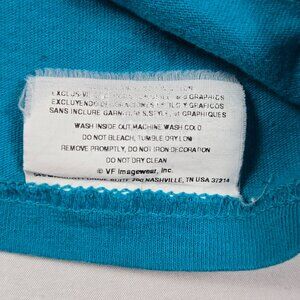 EXCLUSIVE OF
EXCLUYENDO DECORACIONES Y GRAFICOS
SANS INCLURE GARNITURES, STYLE, et GRAPHIQUES
WASH INSIDE OUT, MACHINE WASH COLD
DO NOT BLEACH, TUMBLE DRY LOW
REMOVE PROMPTLY, DO NOT IRON DECORATION
DO NOT DRY CLEAN
© VF Imagewear, Inc.
200 NASHVILLE, TN USA 37214